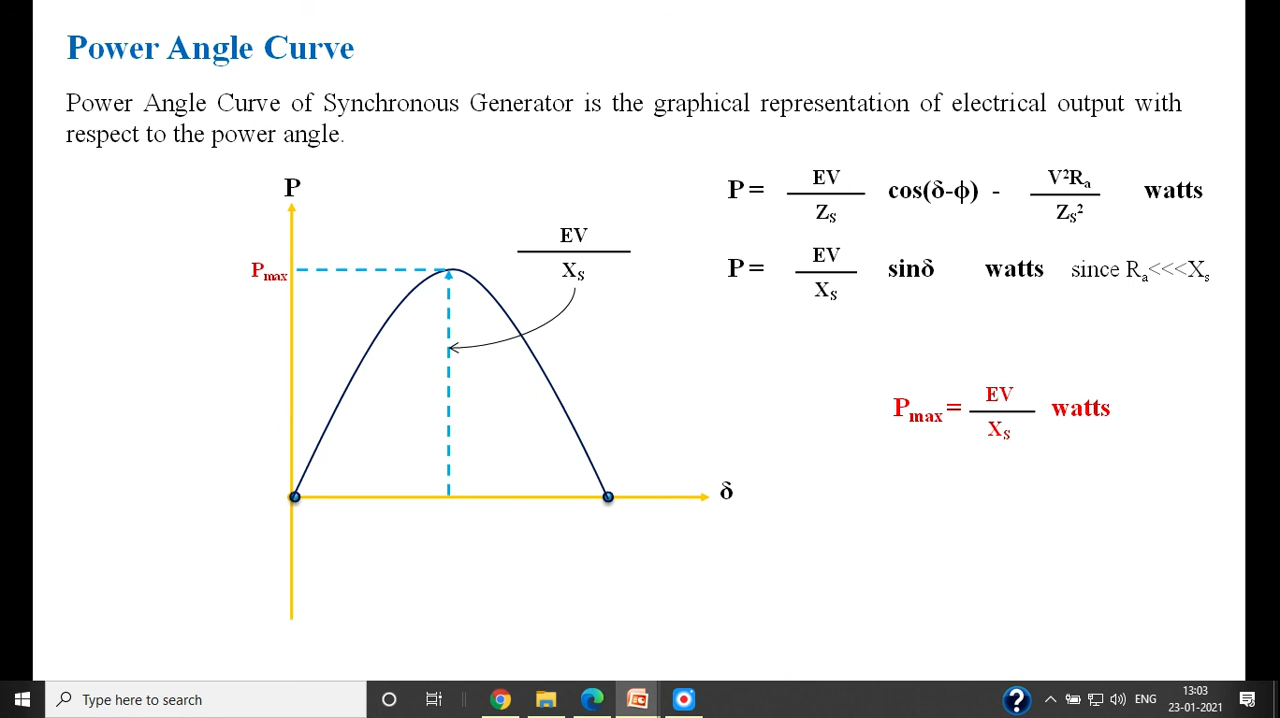 Power Angle Curve
Power Angle Curve of Synchronous Generator is the graphical representation of electrical output with
respect to the power angle.
P
Pmax
EV
XS
δ
P = EV/ZS cos(δ-ϕ) - V²Ra/ZS² watts
P = EV/XS sinδ watts since Ra<<<Xs
Pmax = EV/XS watts
Type here to search
ENG
13:03
23-01-2021